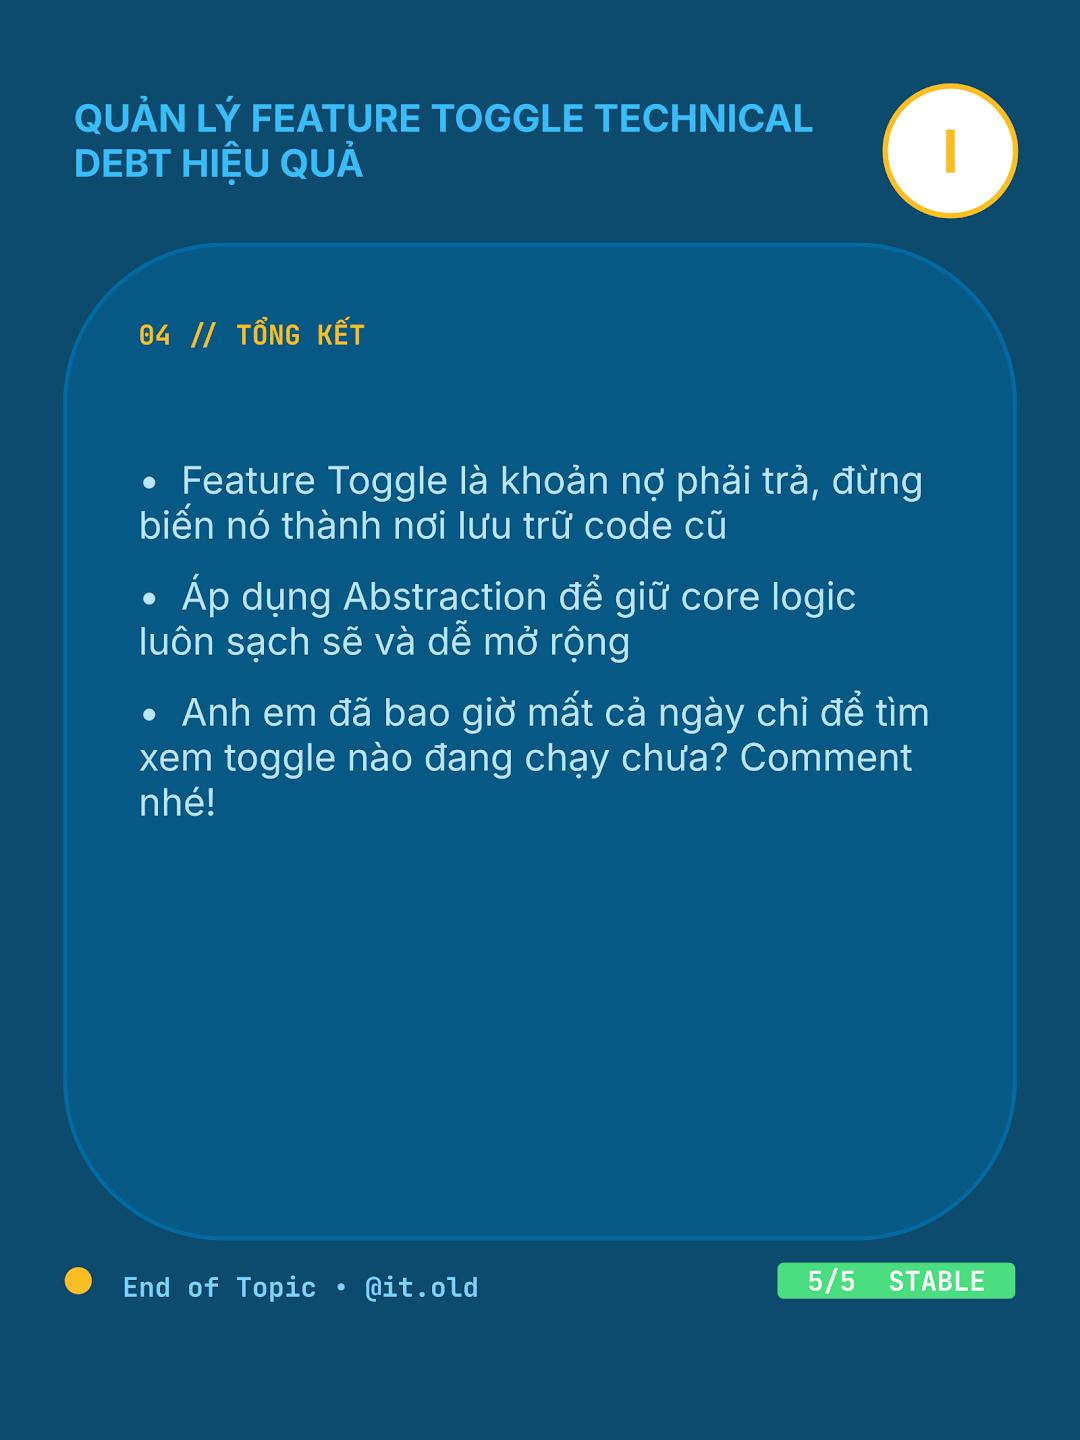 QUẢN LÝ FEATURE TOGGLE TECHNICAL
DEBT HIỆU QUẢ
I
04 // TỔNG KẾT
• Feature Toggle là khoản nợ phải trả, đừng
biến nó thành nơi lưu trữ code cũ
• Áp dụng Abstraction để giữ core logic
luôn sạch sẽ và dễ mở rộng
• Anh em đã bao giờ mất cả ngày chỉ để tìm
xem toggle nào đang chạy chưa? Comment
nhé!
End of Topic • @it.old
5/5 STABLE